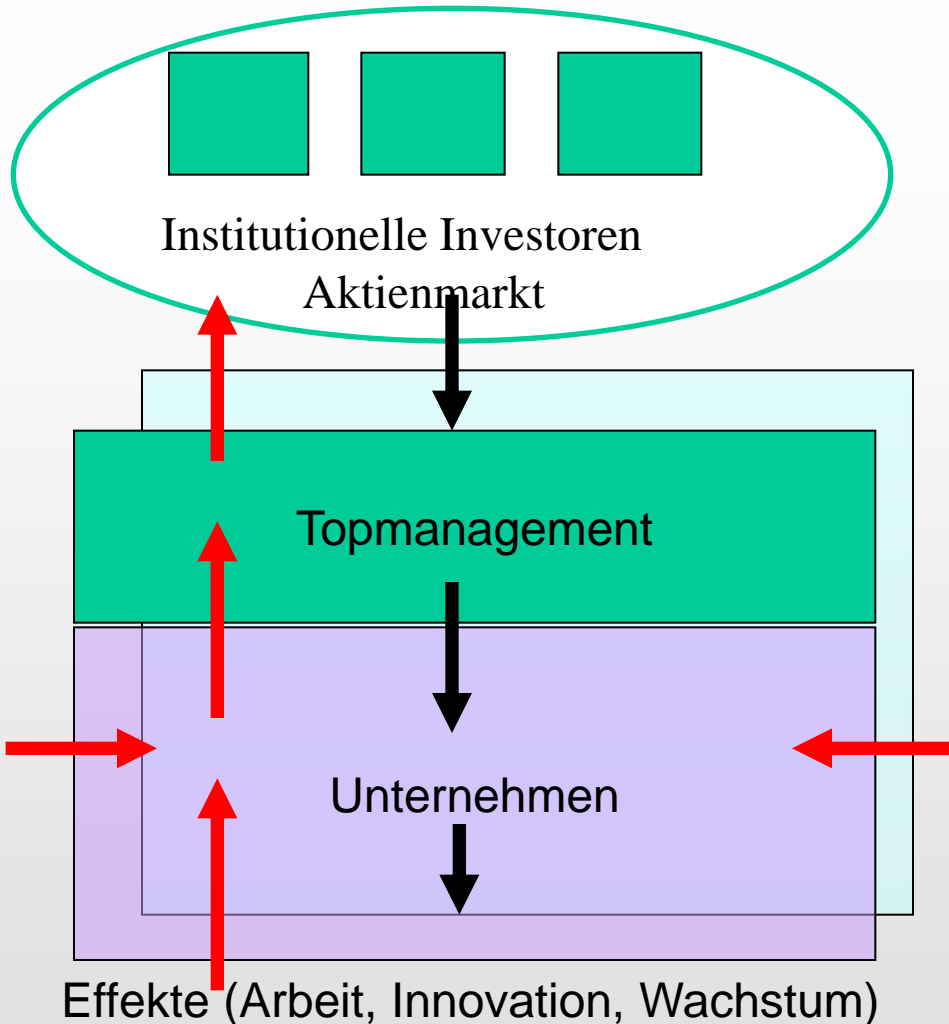 Institutionelle Investoren
Aktienmarkt
Topmanagement
Unternehmen
Effekte (Arbeit, Innovation, Wachstum)